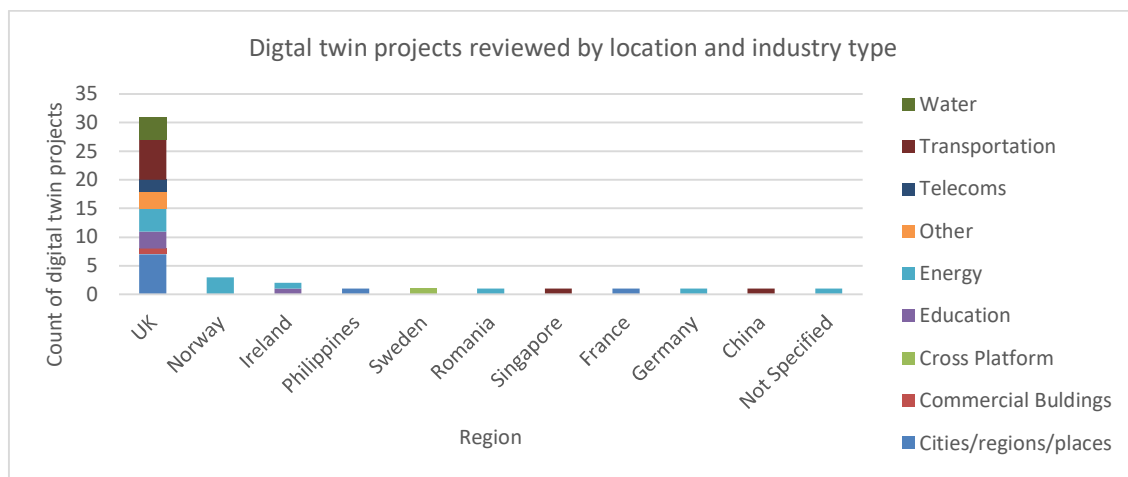 Digtal twin projects reviewed by location and industry type
Count of digital twin projects
35
30
25
20
15
10
5
0
UK
Norway
Ireland
Philippines
Sweden
Romania
Singapore
France
Germany
China
Not Specified
Region
Water
Transportation
Telecoms
Other
Energy
Education
Cross Platform
Commercial Buldings
Cities/regions/places